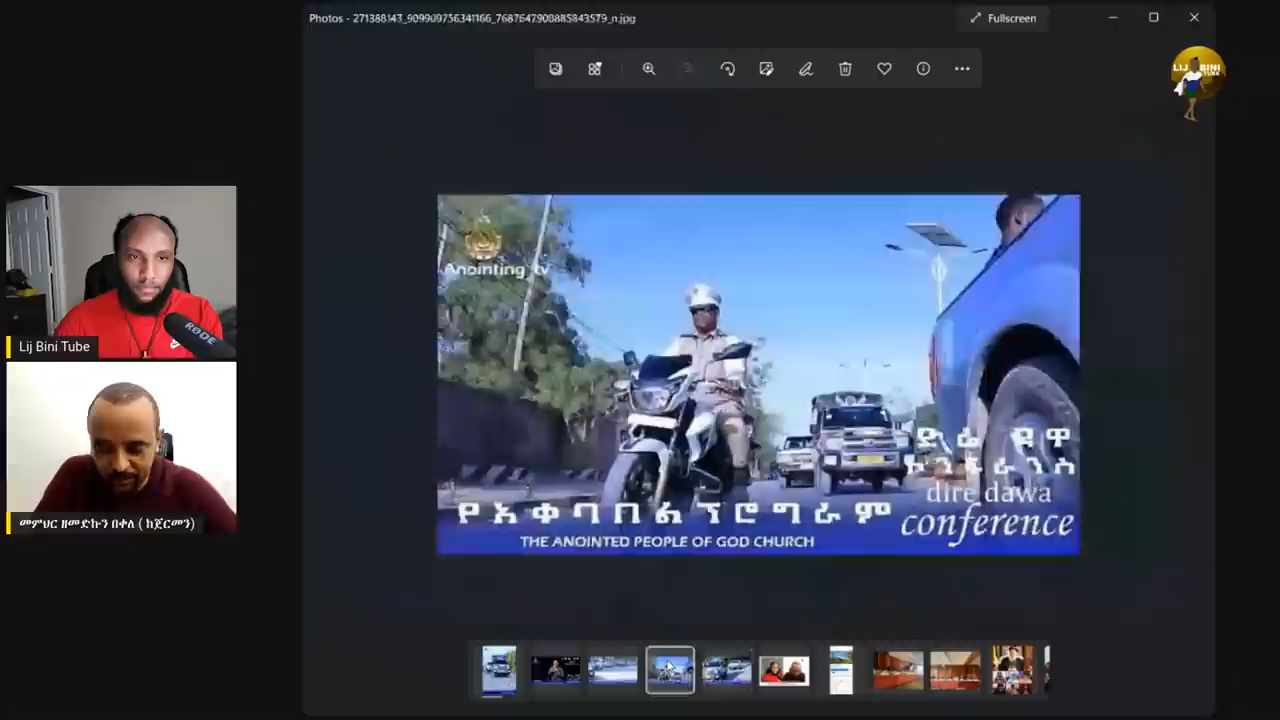 Photos - 271388143_909909756341166_7687647908885843579_n.jpg
Fullscreen
LIJ BINI
TUBE
Anointing tv
RØDE
Lij Bini Tube
ድሬ ዳዋ
ኮንፍራንስ
dire dawa
conference
የአቀባበል ፕሮግራም
THE ANOINTED PEOPLE OF GOD CHURCH
መምህር ዘመድኩን በቀለ ( ከጀርመን)